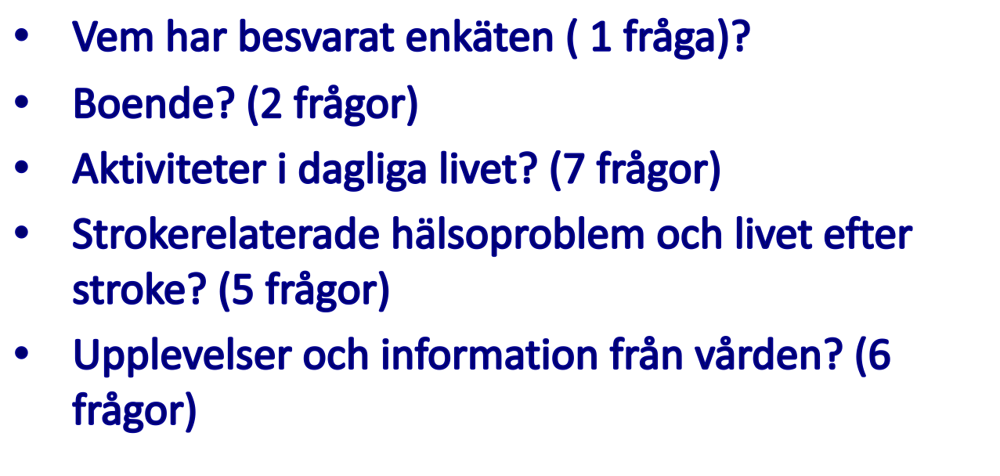 • Vem har besvarat enkäten ( 1 fråga)?
• Boende? (2 frågor)
• Aktiviteter i dagliga livet? (7 frågor)
• Strokerelaterade hälsoproblem och livet efter
stroke? (5 frågor)
• Upplevelser och information från vården? (6
frågor)